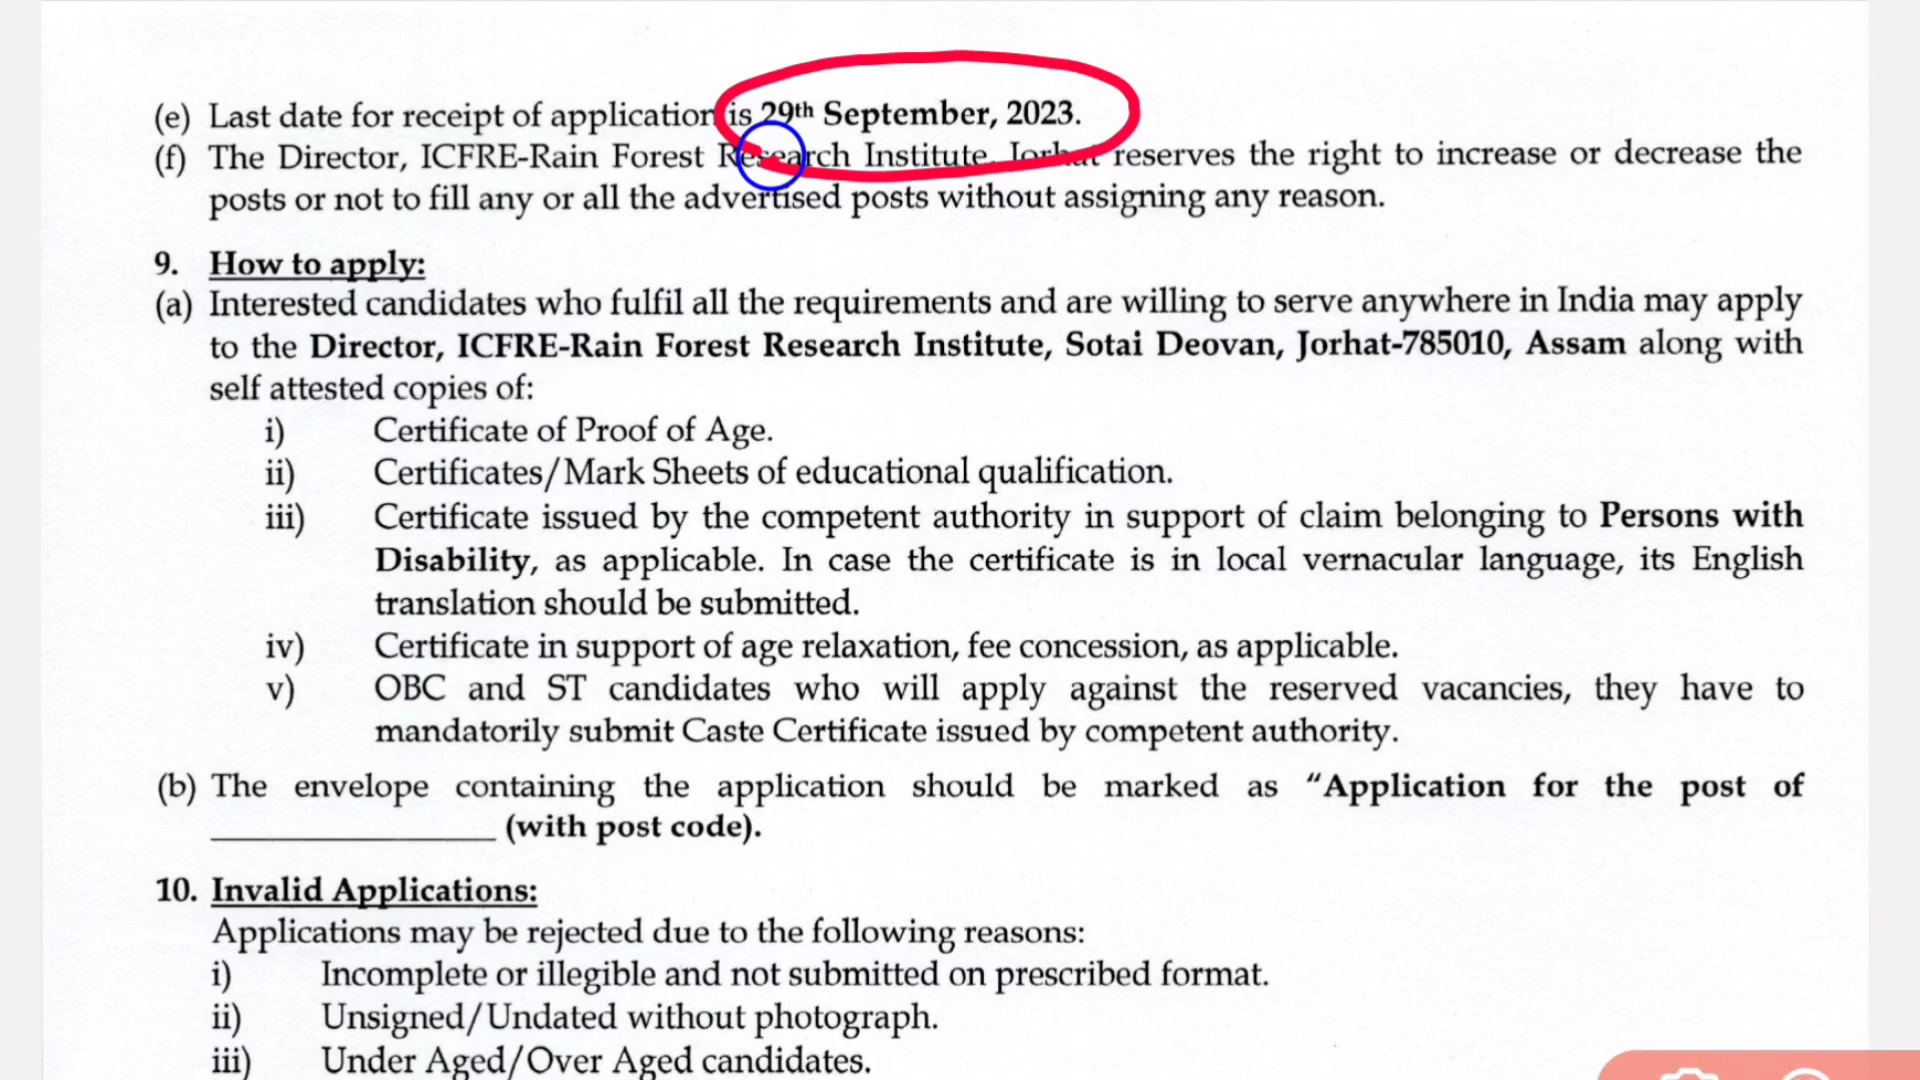 (e) Last date for receipt of application is 29th September, 2023.
(f) The Director, ICFRE-Rain Forest Research Institute, Jorhat reserves the right to increase or decrease the
posts or not to fill any or all the advertised posts without assigning any reason.
9. How to apply:
(a) Interested candidates who fulfil all the requirements and are willing to serve anywhere in India may apply
to the Director, ICFRE-Rain Forest Research Institute, Sotai Deovan, Jorhat-785010, Assam along with
self attested copies of:
i) Certificate of Proof of Age.
ii) Certificates/Mark Sheets of educational qualification.
iii) Certificate issued by the competent authority in support of claim belonging to Persons with
Disability, as applicable. In case the certificate is in local vernacular language, its English
translation should be submitted.
iv) Certificate in support of age relaxation, fee concession, as applicable.
v) OBC and ST candidates who will apply against the reserved vacancies, they have to
mandatorily submit Caste Certificate issued by competent authority.
(b) The envelope containing the application should be marked as “Application for the post of
____________________ (with post code).
10. Invalid Applications:
Applications may be rejected due to the following reasons:
i) Incomplete or illegible and not submitted on prescribed format.
ii) Unsigned/Undated without photograph.
iii) Under Aged/Over Aged candidates.